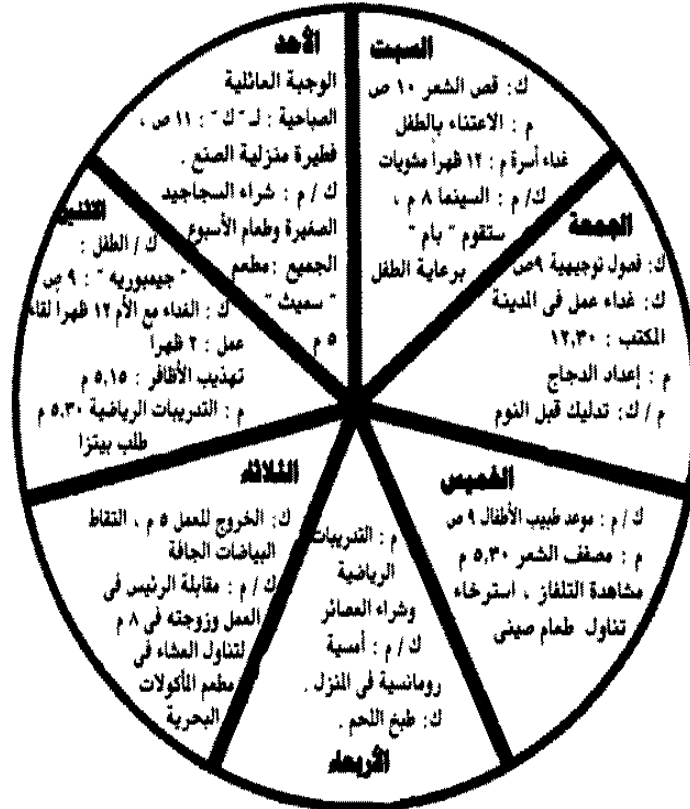 السبت
ك: قص الشعر ١٠ ص
م : الاعتناء بالطفل
غداء أسرة م : ١٢ ظهراً مشويات
ك/ م : السينما ٨ م ،
ستقوم " بام "
برعاية الطفل
الأحد
الوجبة العائلية
الصباحية : لـ " ك " : ١١ ص ،
فطيرة منزلية الصنع .
ك / م : شراء السجاجيد
الصغيرة وطعام الأسبوع
الجميع : مطعم
" سميث "
٥ م
الاثنين
ك / الطفل :
" جيمبوريه " : ٩ ص
ك : الغداء مع الأم ١٢ ظهرا لقاء
عمل : ٢ ظهرا
تهذيب الأظافر : ٥,١٥ م
م : التدريبات الرياضية ٥,٣٠ م
طلب بيتزا
الثلاثاء
ك: الخروج للعمل ٥ م ، التقاط
البياضات الجافة
ك / م : مقابلة الرئيس فى
العمل وزوجته فى ٨ م
لتناول العشاء فى
مطعم المأكولات
البحرية
م : التدريبات
الرياضية
وشراء العصائر
ك / م : أمسية
رومانسية فى المنزل .
ك: طبخ اللحم .
الأربعاء
الخميس
ك / م : موعد طبيب الأطفال ٩ ص
م : مصفف الشعر ٥,٣٠ م
مشاهدة التلفاز ، استرخاء
تناول طعام صينى
الجمعة
ك: فصول توجيهية ٩ص
ك: غداء عمل فى المدينة
المكتب : ١٢,٣٠
م : إعداد الدجاج
م / ك: تدليك قبل النوم